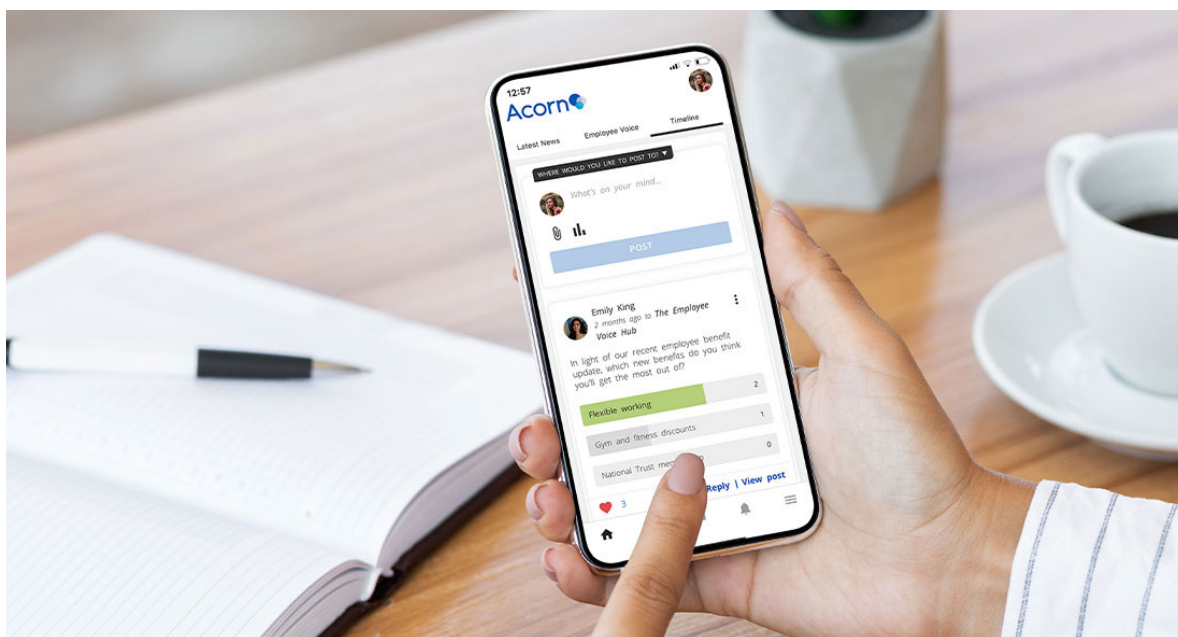 12:57
Acorn
Latest News
Employee Voice
Timeline
WHERE WOULD YOU LIKE TO POST TO?
What's on your mind...
POST
Emily King
2 months ago to The Employee
Voice Hub
In light of our recent employee benefit
update, which new benefits do you think
you'll get the most out of?
Flexible working 2
Gym and fitness discounts 1
National Trust 0
3 Reply | View post